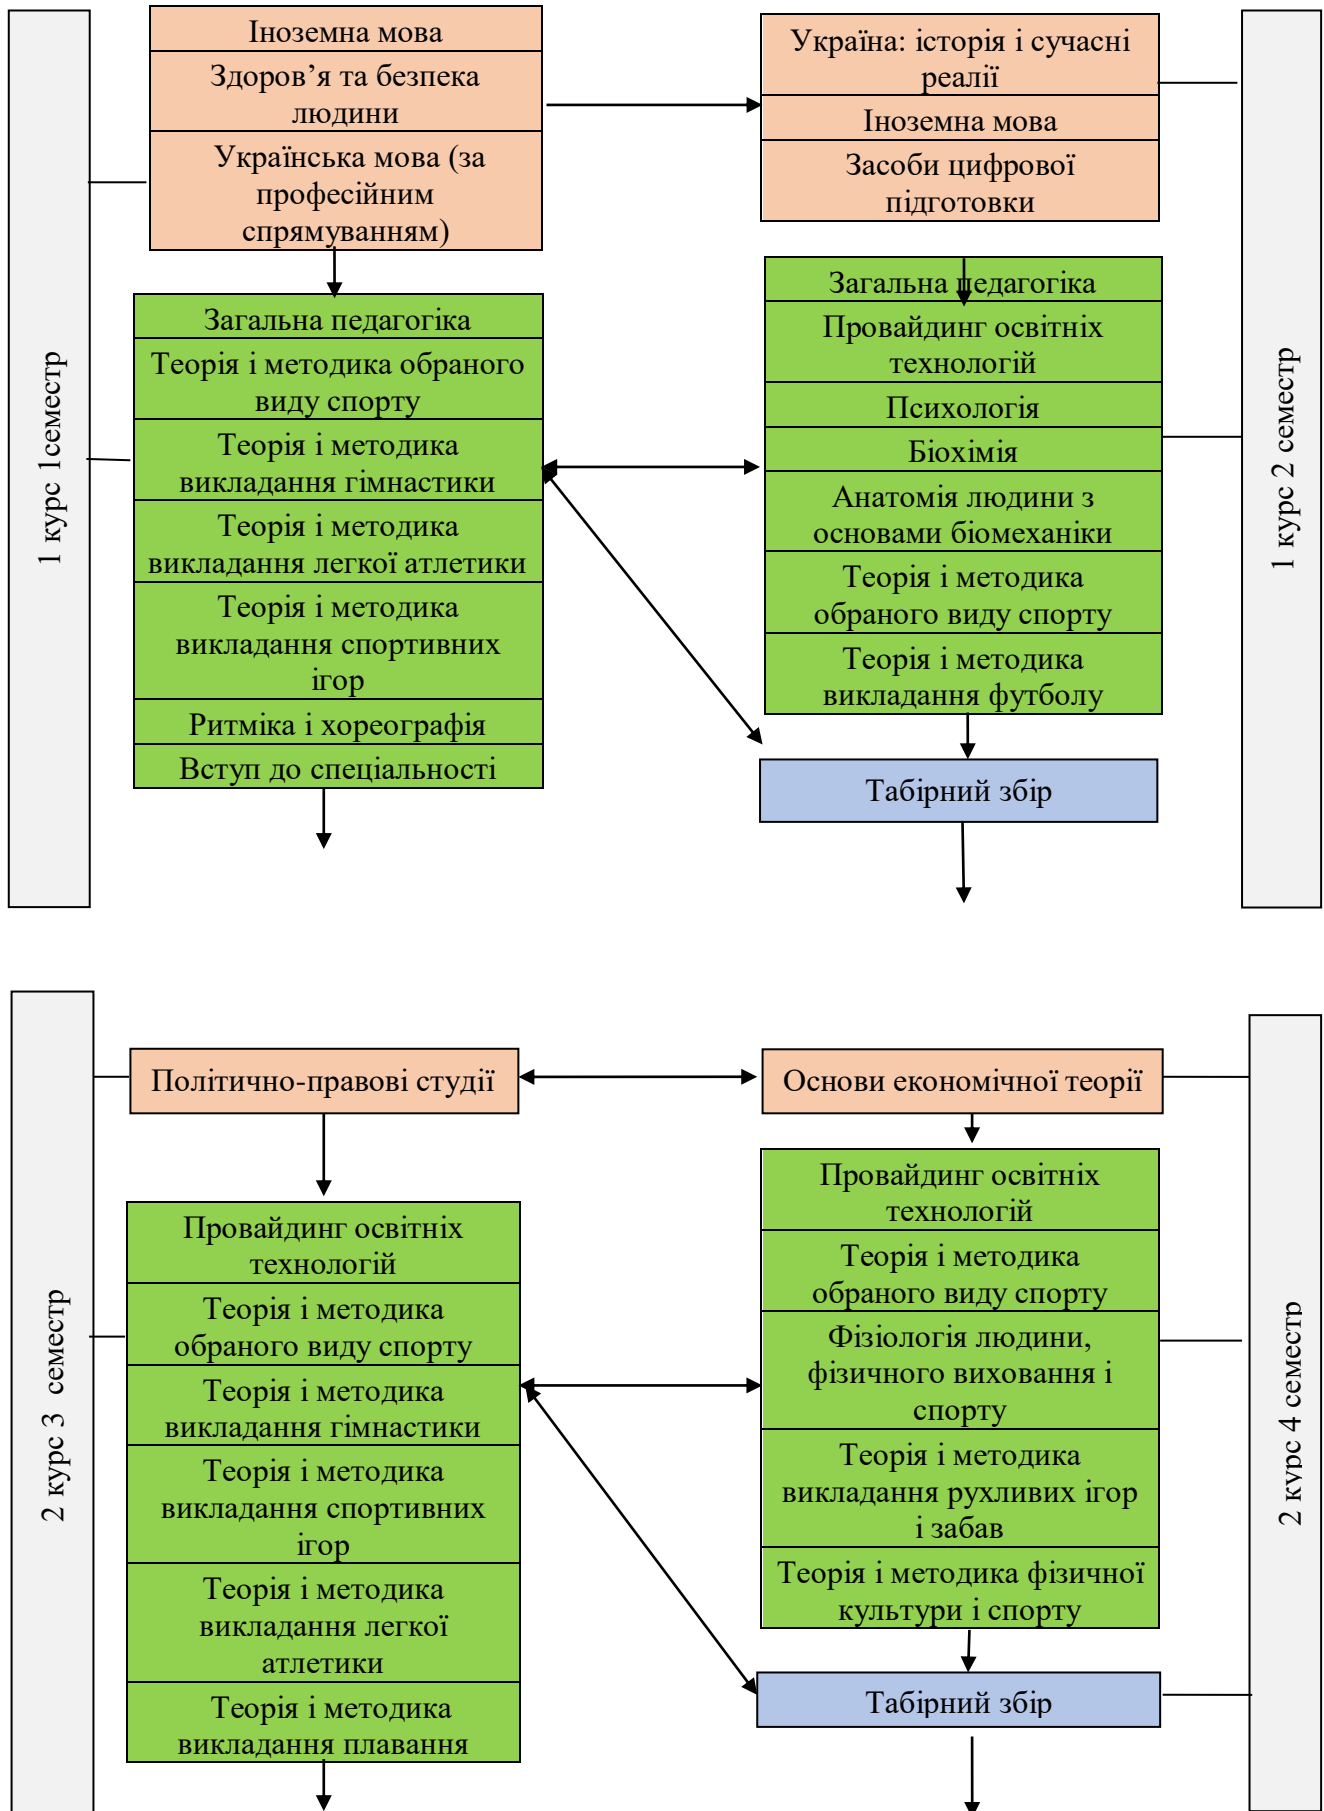 1 курс 1семестр
Іноземна мова
Здоров’я та безпека
людини
Українська мова (за
професійним
спрямуванням)
Загальна педагогіка
Теорія і методика обраного
виду спорту
Теорія і методика
викладання гімнастики
Теорія і методика
викладання легкої атлетики
Теорія і методика
викладання спортивних
ігор
Ритміка і хореографія
Вступ до спеціальності
Україна: історія і сучасні
реалії
Іноземна мова
Засоби цифрової
підготовки
Загальна педагогіка
Провайдинг освітніх
технологій
Психологія
Біохімія
Анатомія людини з
основами біомеханіки
Теорія і методика
обраного виду спорту
Теорія і методика
викладання футболу
Табірний збір
1 курс 2 семестр
2 курс 3 семестр
Політично-правові студії
Провайдинг освітніх
технологій
Теорія і методика
обраного виду спорту
Теорія і методика
викладання гімнастики
Теорія і методика
викладання спортивних
ігор
Теорія і методика
викладання легкої
атлетики
Теорія і методика
викладання плавання
Основи економічної теорії
Провайдинг освітніх
технологій
Теорія і методика
обраного виду спорту
Фізіологія людини,
фізичного виховання і
спорту
Теорія і методика
викладання рухливих ігор
і забав
Теорія і методика фізичної
культури і спорту
Табірний збір
2 курс 4 семестр